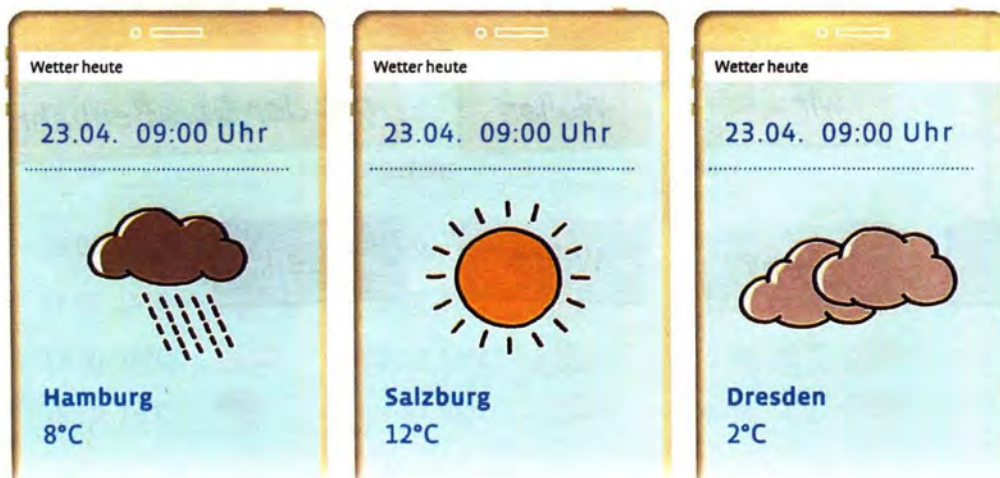 Wetter heute
23.04. 09:00 Uhr
Hamburg
8°C
Wetter heute
23.04. 09:00 Uhr
Salzburg
12°C
Wetter heute
23.04. 09:00 Uhr
Dresden
2°C